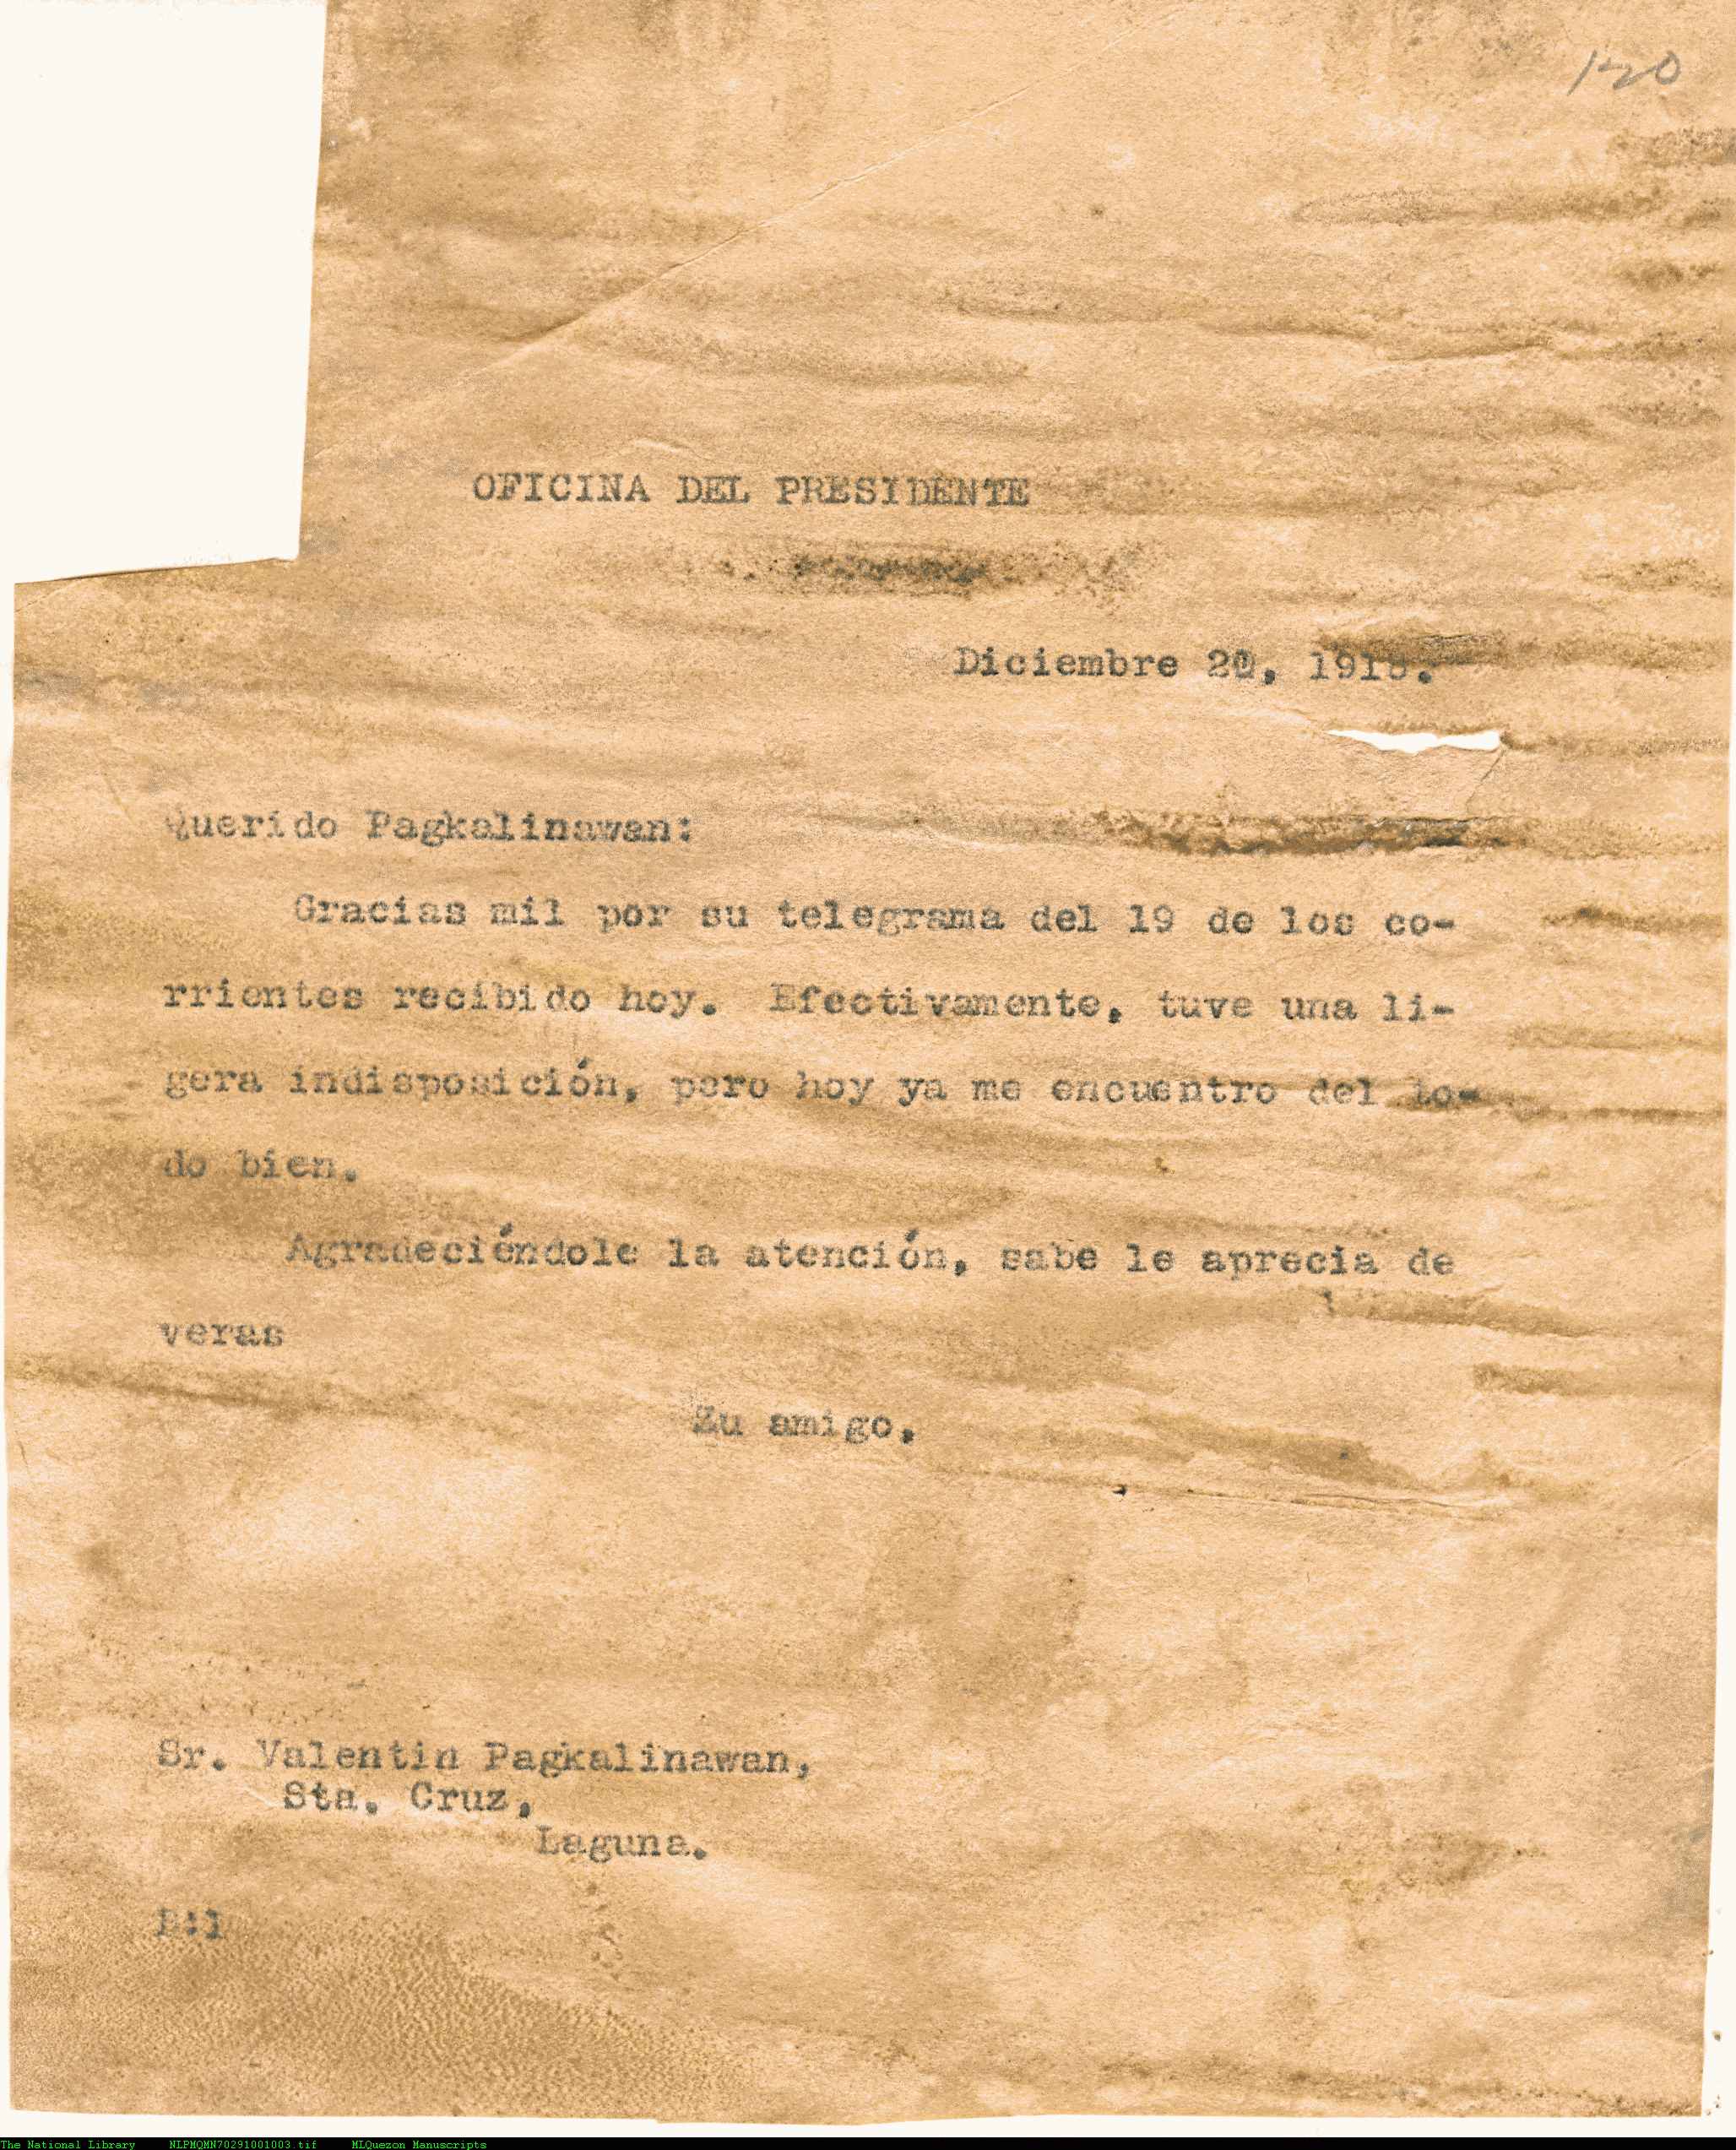 120
OFICINA DEL PRESIDENTE
Diciembre 20,
Querido Pagkalinawan:
Gracias mil por su telegrama del 19 de los co-
rrientes recibido hoy. Efectivamente, tuve una li-
gera indisposición, pero hoy ya me encuentro del to-
do bien.
Agradeciéndole la atención, sabe le aprecia de
veras
Zu amigo,
Sr. Valentin Pagkalinawan,
Sta. Cruz,
Laguna.
The National Library NLPMQMN70291001003.tif MLQuezon Manuscripts